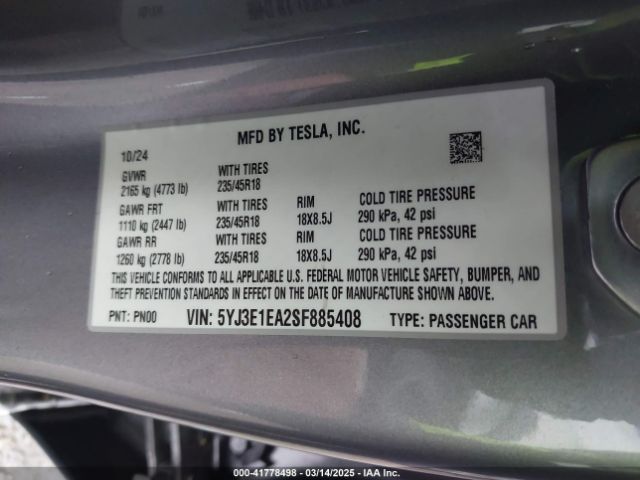 MFD BY TESLA, INC.
10/24
GVWR WITH TIRES
2165 kg (4773 lb) 235/45R18
GAWR FRT WITH TIRES RIM COLD TIRE PRESSURE
1110 kg (2447 lb) 235/45R18 18X8.5J 290 kPa, 42 psi
GAWR RR WITH TIRES RIM COLD TIRE PRESSURE
1260 kg (2778 lb) 235/45R18 18X8.5J 290 kPa, 42 psi
THIS VEHICLE CONFORMS TO ALL APPLICABLE U.S. FEDERAL MOTOR VEHICLE SAFETY, BUMPER, AND
THEFT PREVENTION STANDARDS IN EFFECT ON THE DATE OF MANUFACTURE SHOWN ABOVE.
PNT: PN00 VIN: 5YJ3E1EA2SF885408 TYPE: PASSENGER CAR
000-41778498 - 03/14/2025 - IAA Inc.